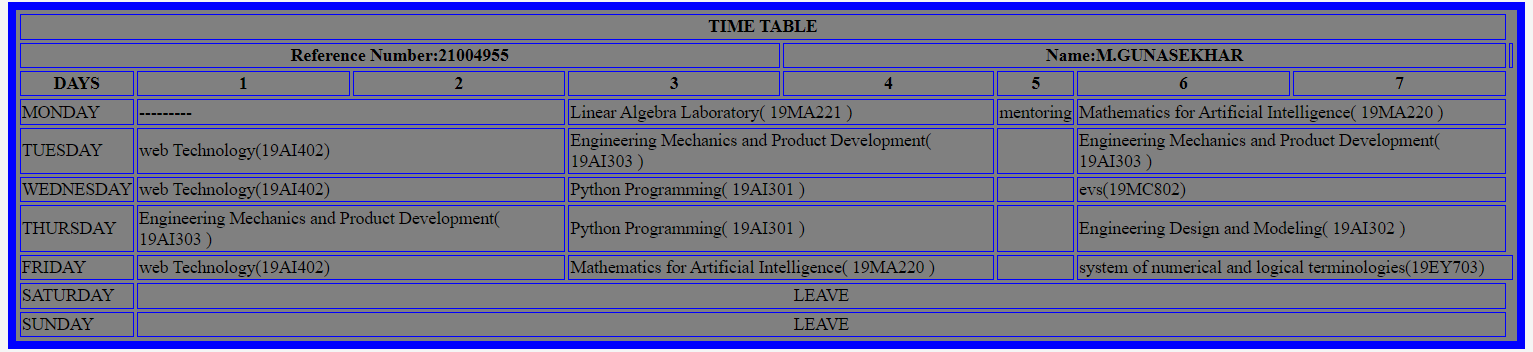 TIME TABLE
Reference Number:21004955 Name:M.GUNASEKHAR
DAYS 1 2 3 4 5 6 7
MONDAY --------- Linear Algebra Laboratory( 19MA221 ) mentoring Mathematics for Artificial Intelligence( 19MA220 )
TUESDAY web Technology(19AI402) Engineering Mechanics and Product Development( 19AI303 ) Engineering Mechanics and Product Development( 19AI303 )
WEDNESDAY web Technology(19AI402) Python Programming( 19AI301 ) evs(19MC802)
THURSDAY Engineering Mechanics and Product Development( 19AI303 ) Python Programming( 19AI301 ) Engineering Design and Modeling( 19AI302 )
FRIDAY web Technology(19AI402) Mathematics for Artificial Intelligence( 19MA220 ) system of numerical and logical terminologies(19EY703)
SATURDAY LEAVE
SUNDAY LEAVE